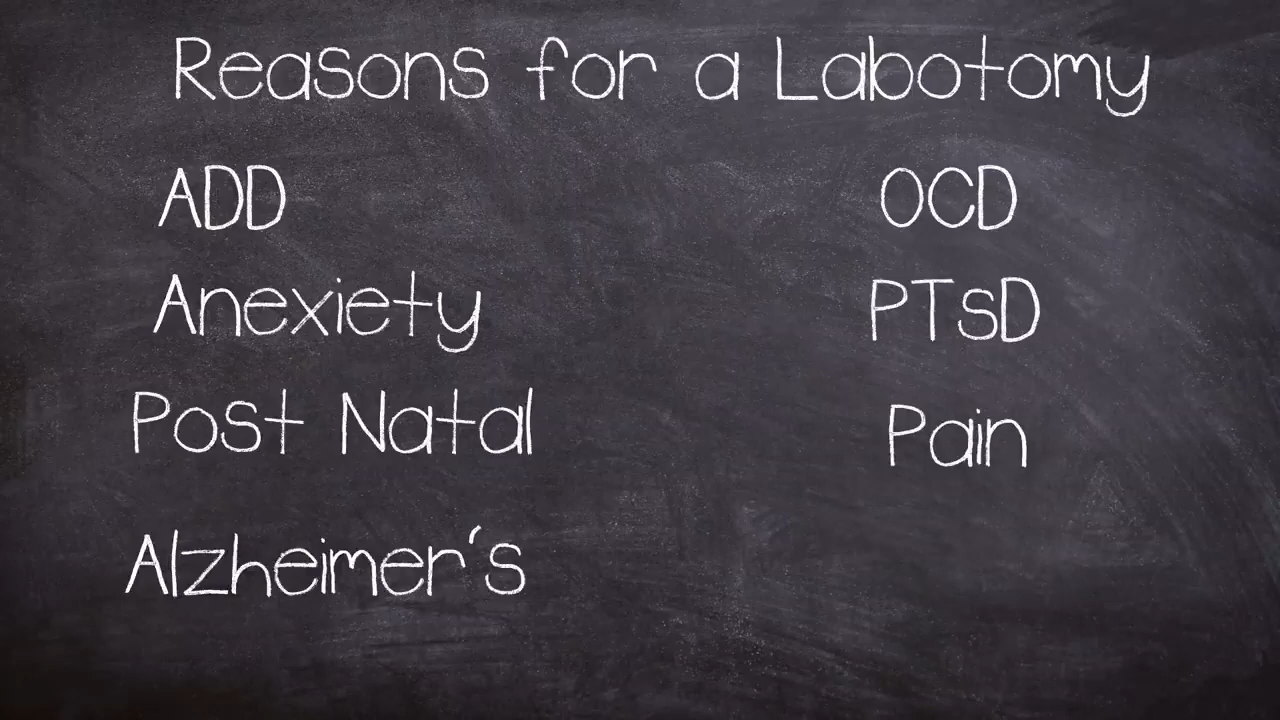 Reasons for a Labotomy
ADD
OCD
Anexiety
PTsD
Post Natal
Pain
Alzheimer's